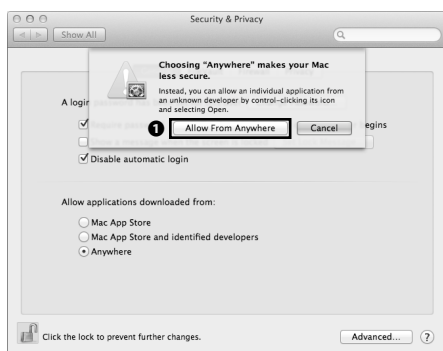 Security & Privacy
Show All
Choosing "Anywhere" makes your Mac
less secure.
Instead, you can allow an individual application from
an unknown developer by control-clicking its icon
and selecting Open.
A login
1 Allow From Anywhere Cancel
egins
Disable automatic login
Allow applications downloaded from:
Mac App Store
Mac App Store and identified developers
Anywhere
Click the lock to prevent further changes.
Advanced... ?